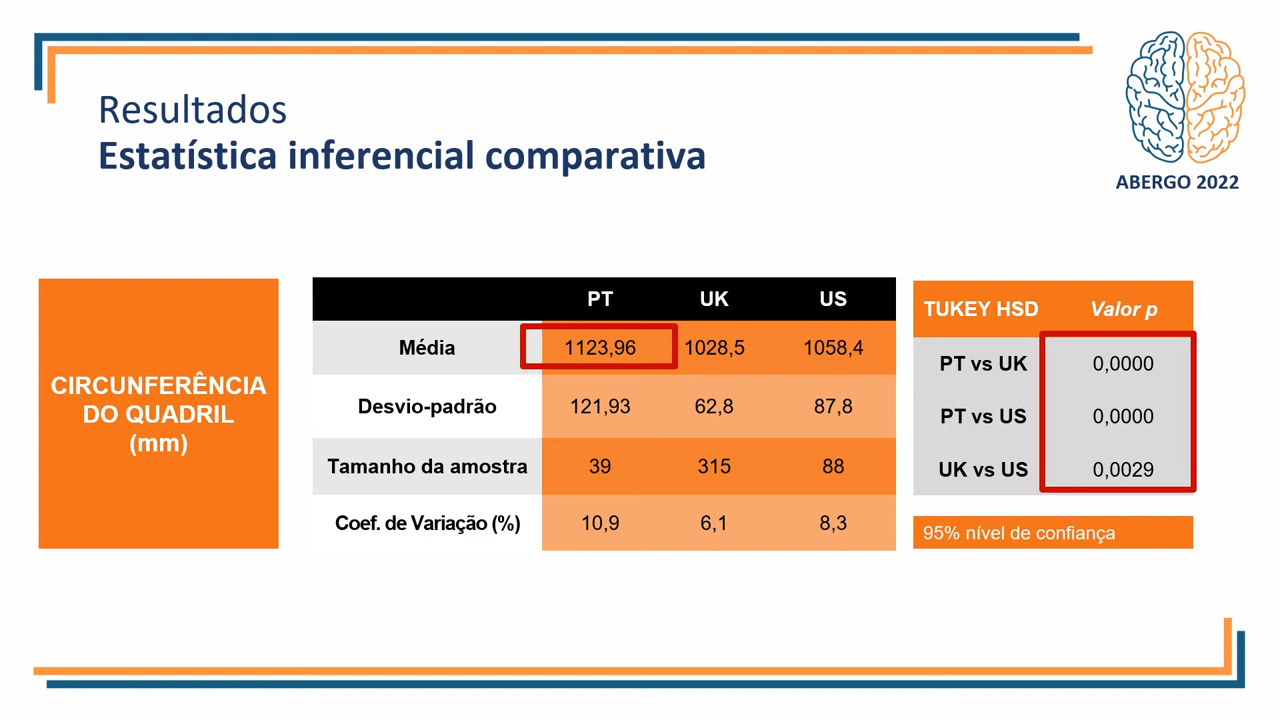 Resultados
Estatística inferencial comparativa
ABERGO 2022
CIRCUNFERÊNCIA
DO QUADRIL
(mm)
PT UK US
Média 1123,96 1028,5 1058,4
Desvio-padrão 121,93 62,8 87,8
Tamanho da amostra 39 315 88
Coef. de Variação (%) 10,9 6,1 8,3
TUKEY HSD Valor p
PT vs UK 0,0000
PT vs US 0,0000
UK vs US 0,0029
95% nível de confiança